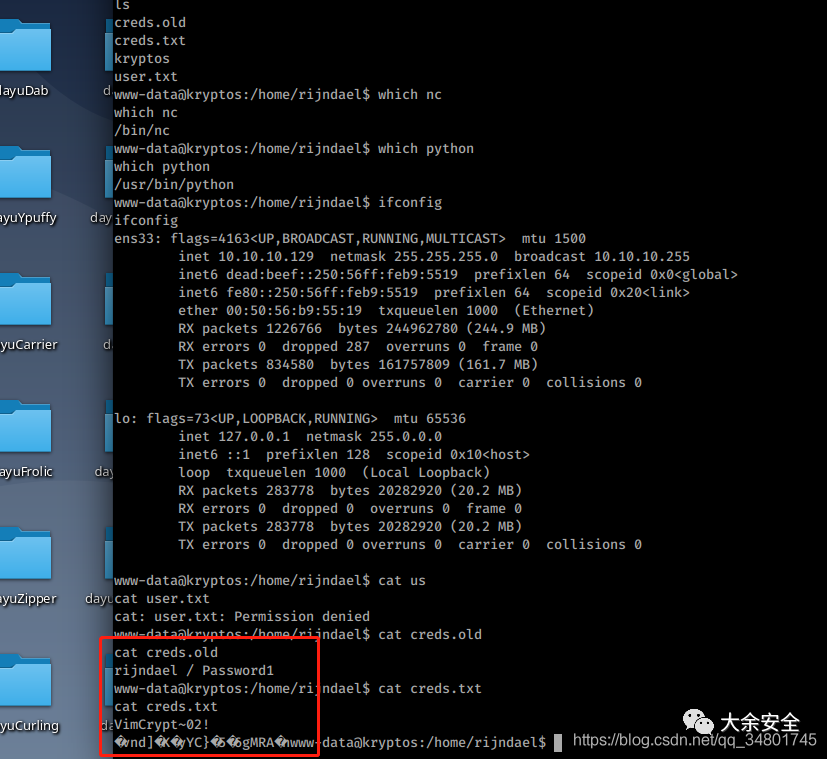 ls
creds.old
creds.txt
kryptos
user.txt
www-data@kryptos:/home/rijndael$ which nc
which nc
/bin/nc
www-data@kryptos:/home/rijndael$ which python
which python
/usr/bin/python
www-data@kryptos:/home/rijndael$ ifconfig
ifconfig
ens33: flags=4163<UP,BROADCAST,RUNNING,MULTICAST>  mtu 1500
inet 10.10.10.129  netmask 255.255.255.0  broadcast 10.10.10.255
inet6 dead:beef::250:56ff:feb9:5519  prefixlen 64  scopeid 0x0<global>
inet6 fe80::250:56ff:feb9:5519  prefixlen 64  scopeid 0x20<link>
ether 00:50:56:b9:55:19  txqueuelen 1000  (Ethernet)
RX packets 1226766  bytes 244962780 (244.9 MB)
RX errors 0  dropped 287  overruns 0  frame 0
TX packets 834580  bytes 161757809 (161.7 MB)
TX errors 0  dropped 0 overruns 0  carrier 0  collisions 0
lo: flags=73<UP,LOOPBACK,RUNNING>  mtu 65536
inet 127.0.0.1  netmask 255.0.0.0
inet6 ::1  prefixlen 128  scopeid 0x10<host>
loop  txqueuelen 1000  (Local Loopback)
RX packets 283778  bytes 20282920 (20.2 MB)
RX errors 0  dropped 0  overruns 0  frame 0
TX packets 283778  bytes 20282920 (20.2 MB)
TX errors 0  dropped 0 overruns 0  carrier 0  collisions 0
www-data@kryptos:/home/rijndael$ cat us
cat user.txt
cat: user.txt: Permission denied
www-data@kryptos:/home/rijndael$ cat creds.old
cat creds.old
rijndael / Password1
www-data@kryptos:/home/rijndael$ cat creds.txt
cat creds.txt
VimCrypt~02!
www-data@kryptos:/home/rijndael$
layuDab
ayuYpuffy
day
yuCarrier
ayuFrolic
day
ayuZipper
dayu
yuCurling
大余安全
https://blog.csdn.net/qq_34801745